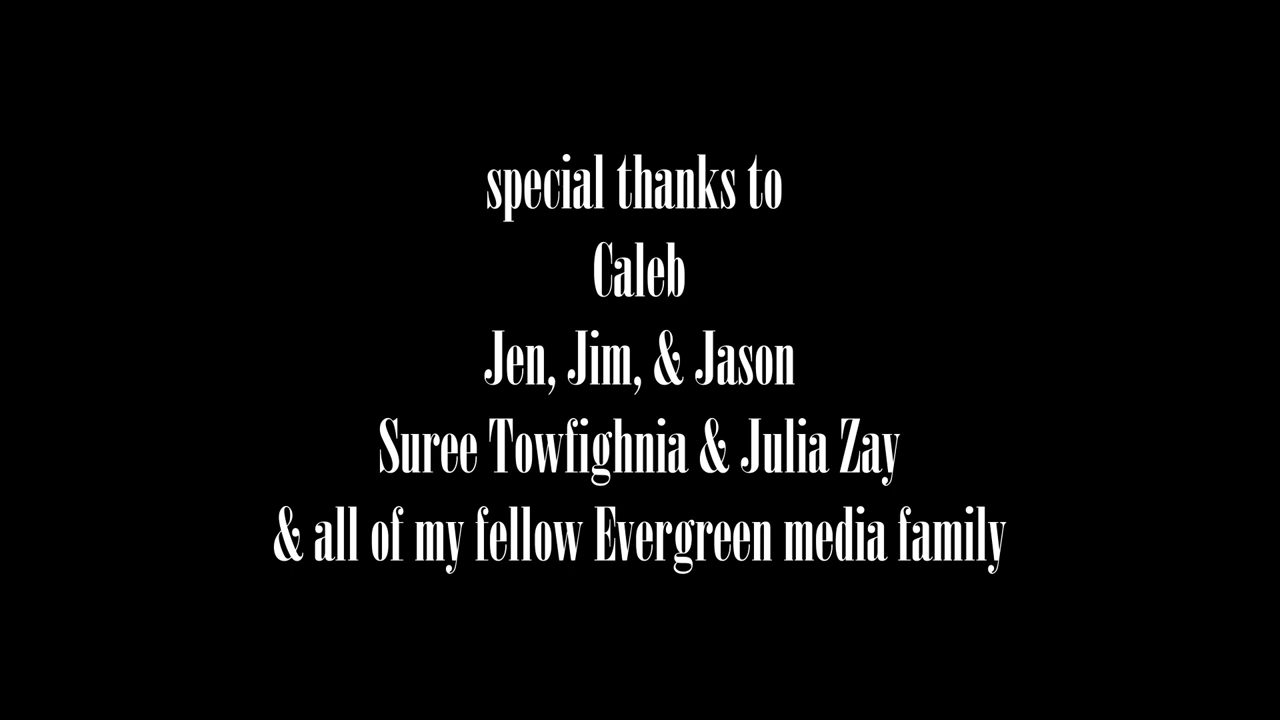 special thanks to
Caleb
Jen, Jim, & Jason
Suree Towfighnia & Julia Zay
& all of my fellow Evergreen media family